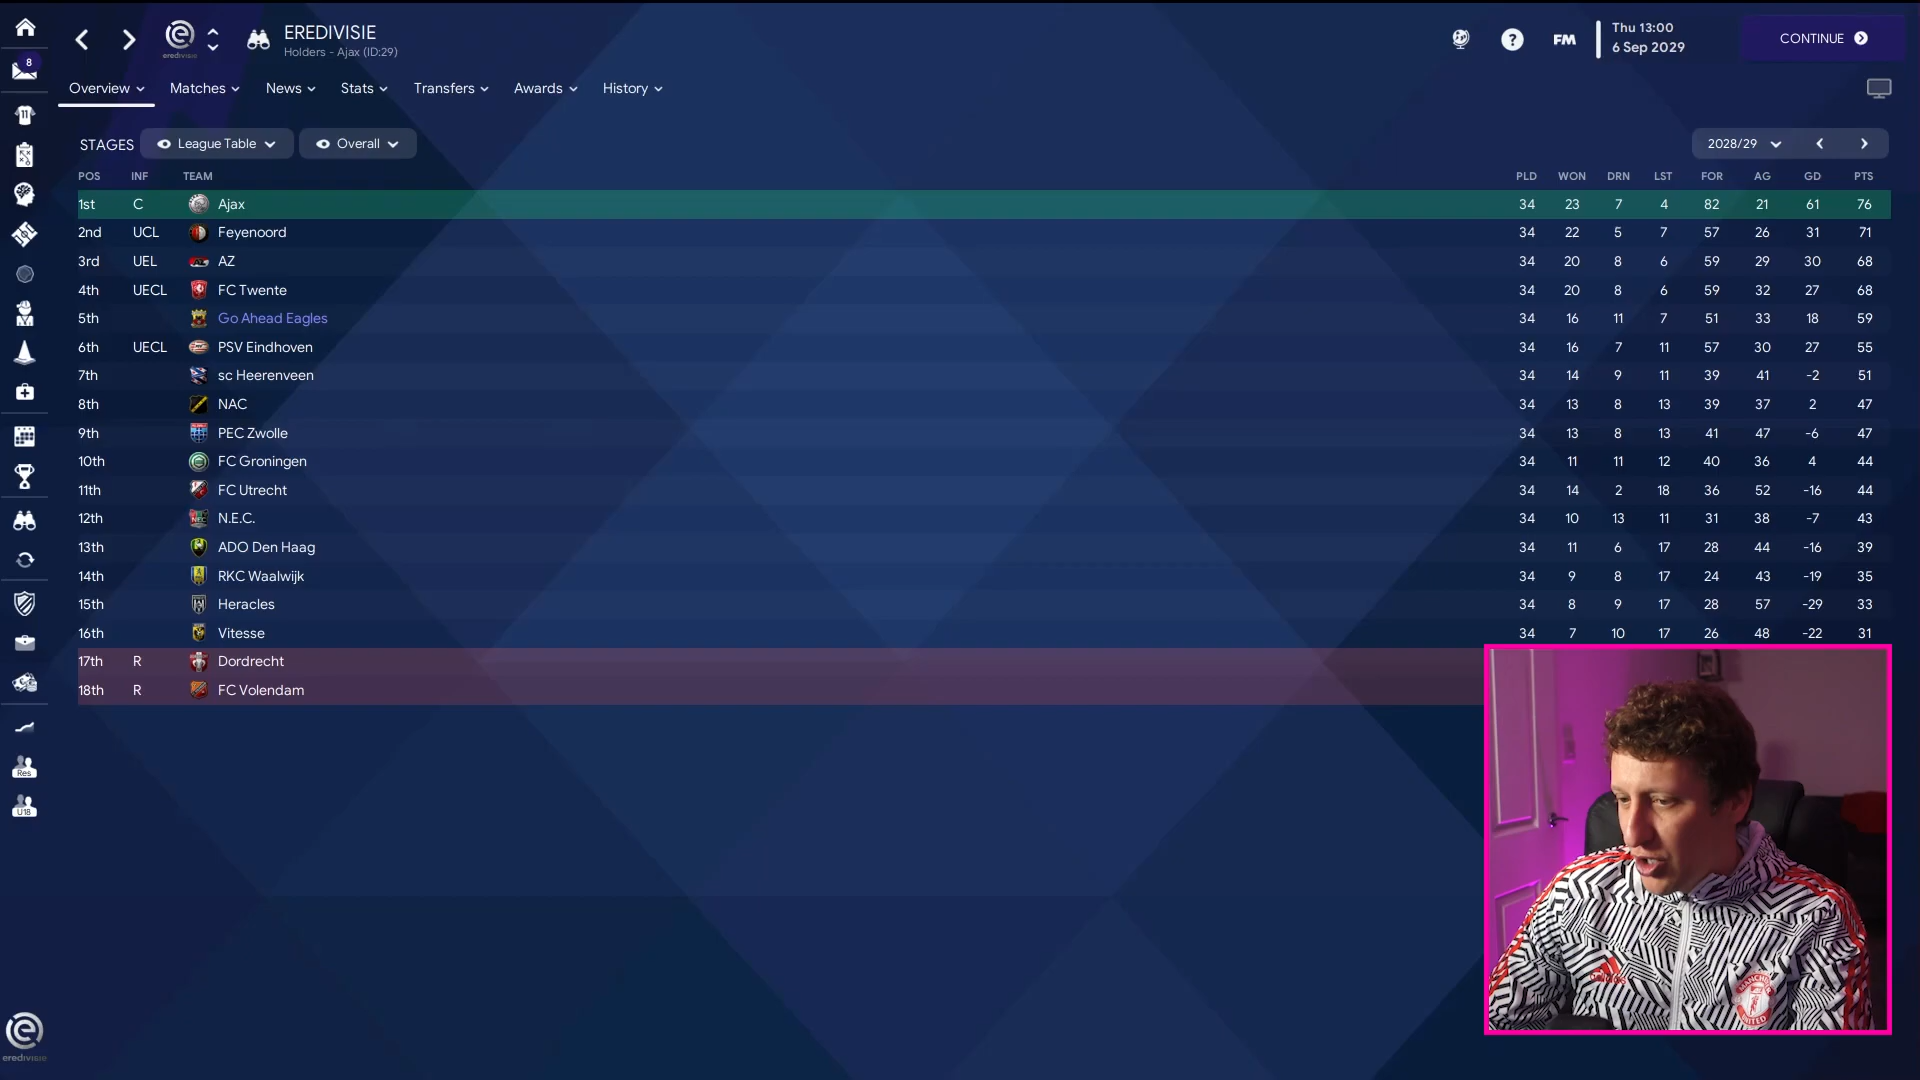 EREDIVISIE
Holders - Ajax (ID:29)
eredivisie
8
? FM
Thu 13:00
6 Sep 2029
CONTINUE
Overview Matches News Stats Transfers Awards History
STAGES League Table Overall 2028/29
POS INF TEAM PLD WON DRN LST FOR AG GD PTS
1st C Ajax 34 23 7 4 82 21 61 76
2nd UCL Feyenoord 34 22 5 7 57 26 31 71
3rd UEL AZ 34 20 8 6 59 29 30 68
4th UECL FC Twente 34 20 8 6 59 32 27 68
5th Go Ahead Eagles 34 16 11 7 51 33 18 59
6th UECL PSV Eindhoven 34 16 7 11 57 30 27 55
7th sc Heerenveen 34 14 9 11 39 41 -2 51
8th NAC 34 13 8 13 39 37 2 47
9th PEC Zwolle 34 13 8 13 41 47 -6 47
10th FC Groningen 34 11 11 12 40 36 4 44
11th FC Utrecht 34 14 2 18 36 52 -16 44
12th N.E.C. 34 10 13 11 31 38 -7 43
13th ADO Den Haag 34 11 6 17 28 44 -16 39
14th RKC Waalwijk 34 9 8 17 24 43 -19 35
15th Heracles 34 8 9 17 28 57 -29 33
16th Vitesse 34 7 10 17 26 48 -22 31
17th R Dordrecht
18th R FC Volendam
11
Res
U18
eredivisie
adidas
MANCHESTER
UNITED